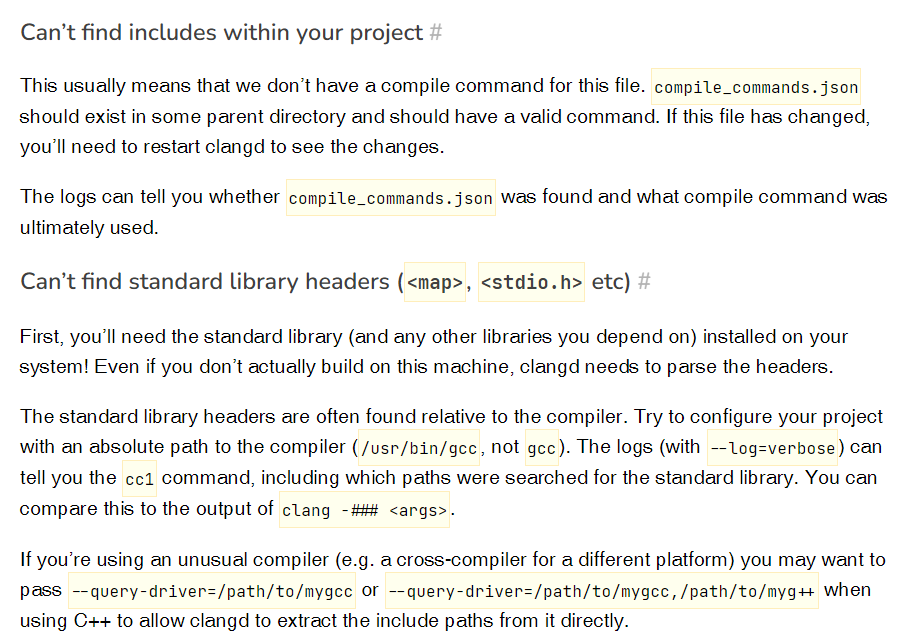 Can’t find includes within your project #
This usually means that we don’t have a compile command for this file. compile_commands.json
should exist in some parent directory and should have a valid command. If this file has changed,
you’ll need to restart clangd to see the changes.
The logs can tell you whether compile_commands.json was found and what compile command was
ultimately used.
Can’t find standard library headers (<map>, <stdio.h> etc) #
First, you’ll need the standard library (and any other libraries you depend on) installed on your
system! Even if you don’t actually build on this machine, clangd needs to parse the headers.
The standard library headers are often found relative to the compiler. Try to configure your project
with an absolute path to the compiler (/usr/bin/gcc, not gcc). The logs (with --log=verbose) can
tell you the cc1 command, including which paths were searched for the standard library. You can
compare this to the output of clang -### <args>.
If you’re using an unusual compiler (e.g. a cross-compiler for a different platform) you may want to
pass --query-driver=/path/to/mygcc or --query-driver=/path/to/mygcc,/path/to/myg++ when
using C++ to allow clangd to extract the include paths from it directly.